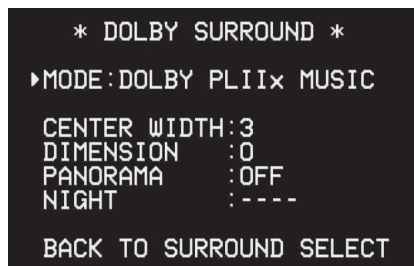 * DOLBY SURROUND *
▶MODE:DOLBY PLIIx MUSIC
CENTER WIDTH:3
DIMENSION :0
PANORAMA :OFF
NIGHT :----
BACK TO SURROUND SELECT